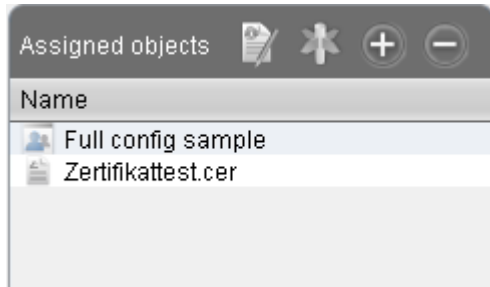 Assigned objects
Name
Full config sample
Zertifikattest.cer